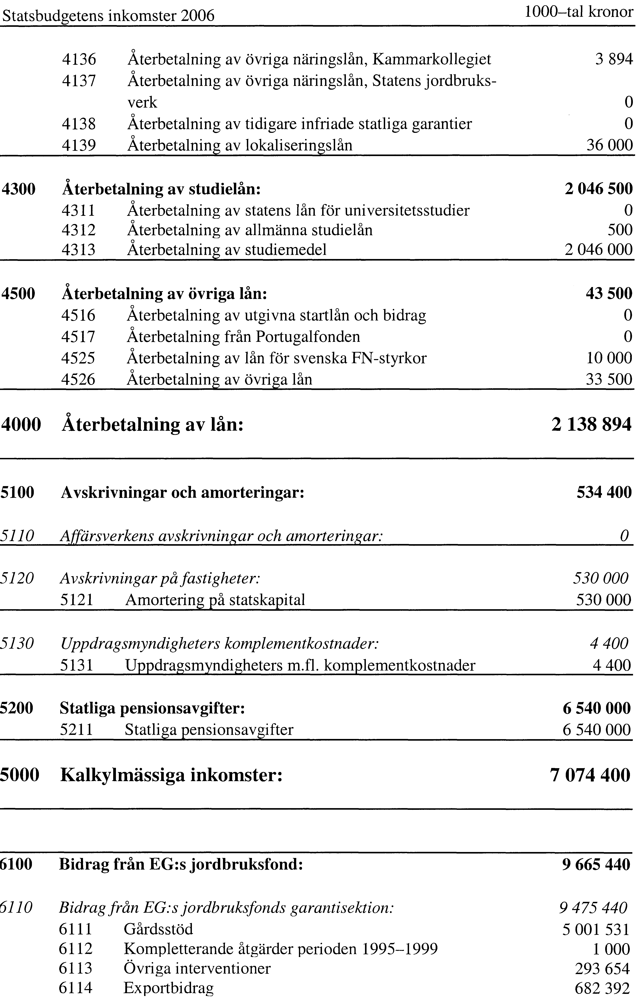 Statsbudgetens inkomster 2006 1000–tal kronor
4136 Återbetalning av övriga näringslån, Kammarkollegiet 3 894
4137 Återbetalning av övriga näringslån, Statens jordbruks-
verk 0
4138 Återbetalning av tidigare infriade statliga garantier 0
4139 Återbetalning av lokaliseringslån 36 000
4300 Återbetalning av studielån: 2 046 500
4311 Återbetalning av statens lån för universitetsstudier 0
4312 Återbetalning av allmänna studielån 500
4313 Återbetalning av studiemedel 2 046 000
4500 Återbetalning av övriga lån: 43 500
4516 Återbetalning av utgivna startlån och bidrag 0
4517 Återbetalning från Portugalfonden 0
4525 Återbetalning av lån för svenska FN-styrkor 10 000
4526 Återbetalning av övriga lån 33 500
4000 Återbetalning av lån: 2 138 894
5100 Avskrivningar och amorteringar: 534 400
5110 Affärsverkens avskrivningar och amorteringar: 0
5120 Avskrivningar på fastigheter: 530 000
5121 Amortering på statskapital 530 000
5130 Uppdragsmyndigheters komplementkostnader: 4 400
5131 Uppdragsmyndigheters m.fl. komplementkostnader 4 400
5200 Statliga pensionsavgifter: 6 540 000
5211 Statliga pensionsavgifter 6 540 000
5000 Kalkylmässiga inkomster: 7 074 400
6100 Bidrag från EG:s jordbruksfond: 9 665 440
6110 Bidrag från EG:s jordbruksfonds garantisektion: 9 475 440
6111 Gårdsstöd 5 001 531
6112 Kompletterande åtgärder perioden 1995–1999 1 000
6113 Övriga interventioner 293 654
6114 Exportbidrag 682 392